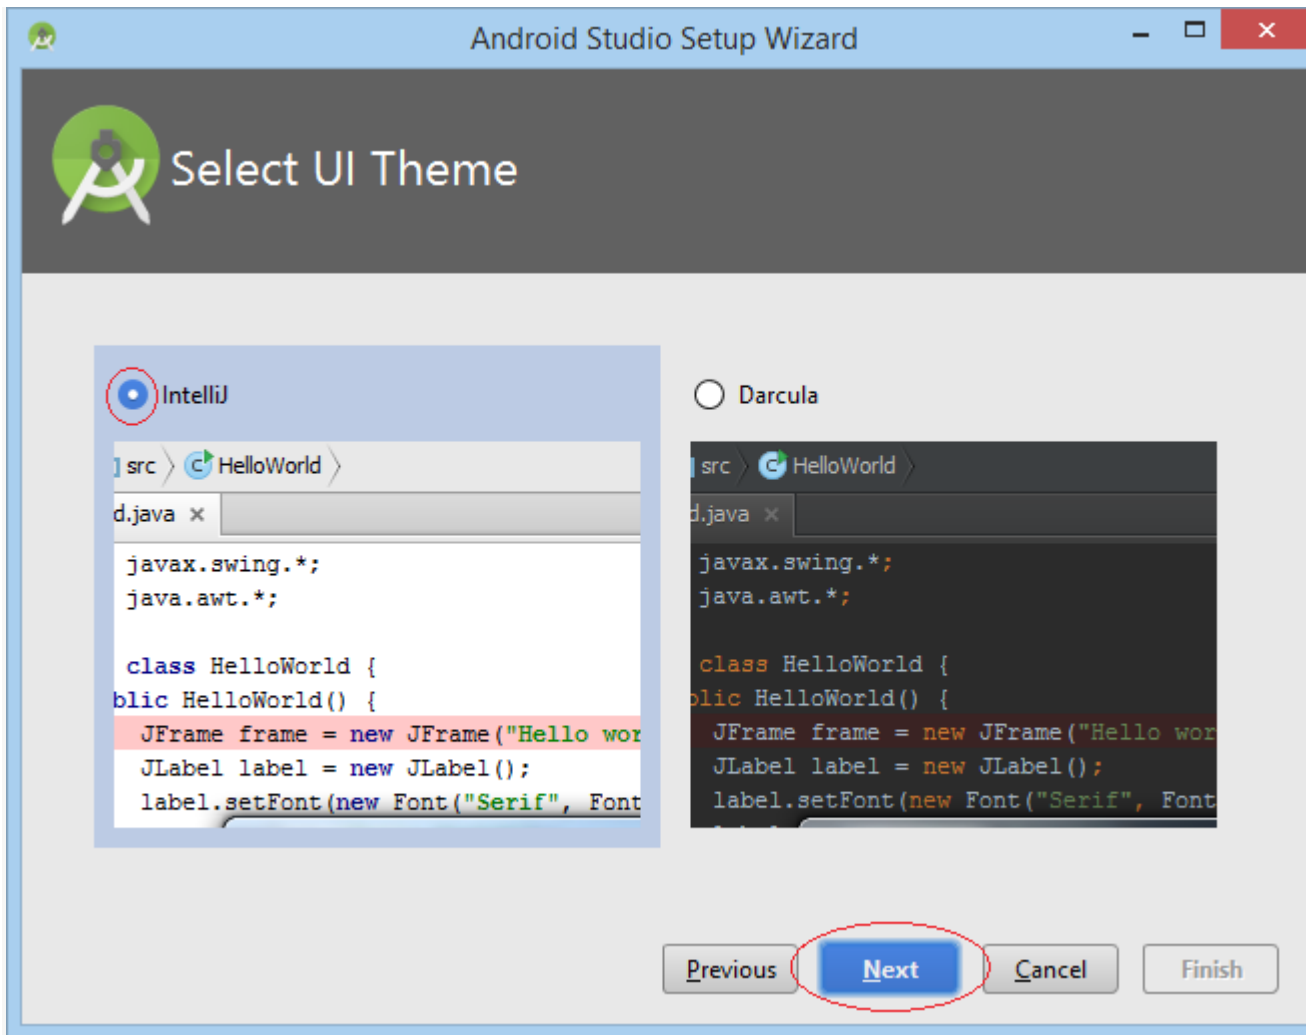 Android Studio Setup Wizard
Select UI Theme
IntelliJ
src HelloWorld
d.java ×
javax.swing.*;
java.awt.*;
class HelloWorld {
blic HelloWorld() {
JFrame frame = new JFrame("Hello wor
JLabel label = new JLabel();
label.setFont(new Font("Serif", Font
Darcula
src HelloWorld
d.java ×
javax.swing.*;
java.awt.*;
class HelloWorld {
blic HelloWorld() {
JFrame frame = new JFrame("Hello wor
JLabel label = new JLabel();
label.setFont(new Font("Serif", Font
Previous Next Cancel Finish